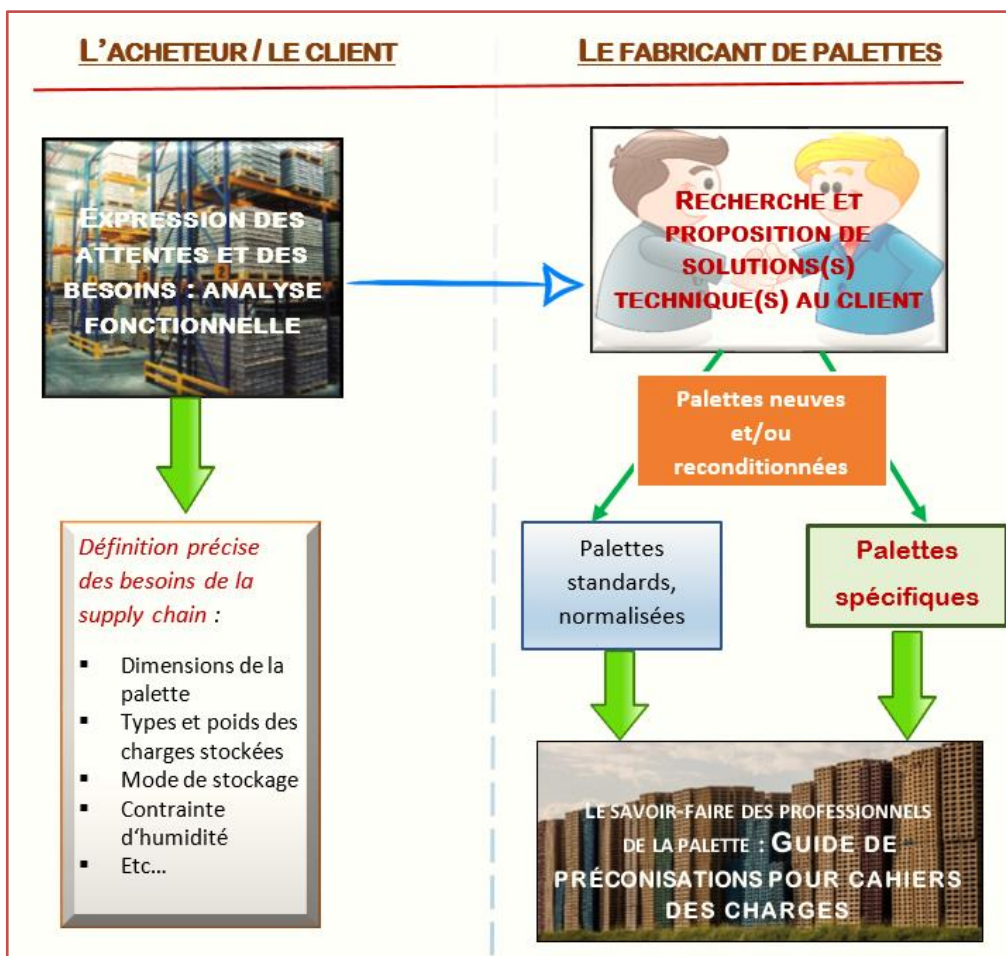 L'ACHETEUR / LE CLIENT
EXPRESSION DES
ATTENTES ET DES
BESOINS : ANALYSE
FONCTIONNELLE
Définition précise
des besoins de la
supply chain :
▪ Dimensions de la
palette
▪ Types et poids des
charges stockées
▪ Mode de stockage
▪ Contrainte
d'humidité
▪ Etc...
LE FABRICANT DE PALETTES
RECHERCHE ET
PROPOSITION DE
SOLUTIONS(S)
TECHNIQUE(S) AU CLIENT
Palettes neuves
et/ou
reconditionnées
Palettes
standards,
normalisées
Palettes
spécifiques
LE SAVOIR-FAIRE DES PROFESSIONNELS
DE LA PALETTE : GUIDE DE
PRÉCONISATIONS POUR CAHIERS
DES CHARGES